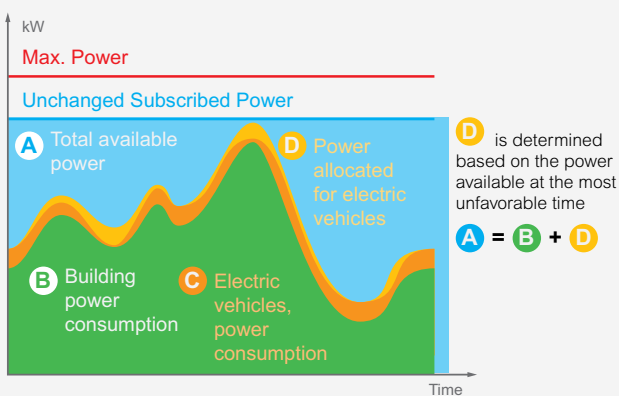 kW
Max. Power
Unchanged Subscribed Power
A Total available
power
D Power
allocated
for electric
vehicles
B Building
power
consumption
C Electric
vehicles,
power
consumption
Time
D is determined
based on the power
available at the most
unfavorable time
A = B + D